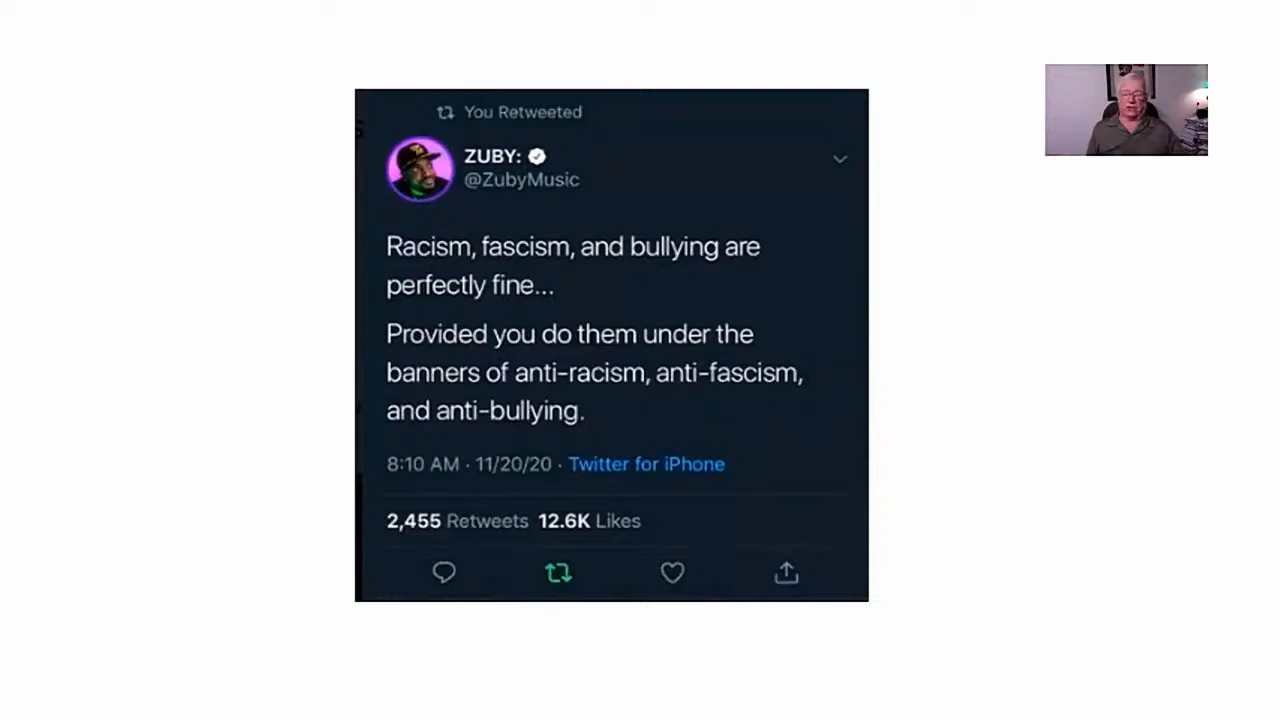 You Retweeted
ZUBY:
@ZubyMusic
Racism, fascism, and bullying are
perfectly fine...
Provided you do them under the
banners of anti-racism, anti-fascism,
and anti-bullying.
8:10 AM · 11/20/20 · Twitter for iPhone
2,455 Retweets 12.6K Likes